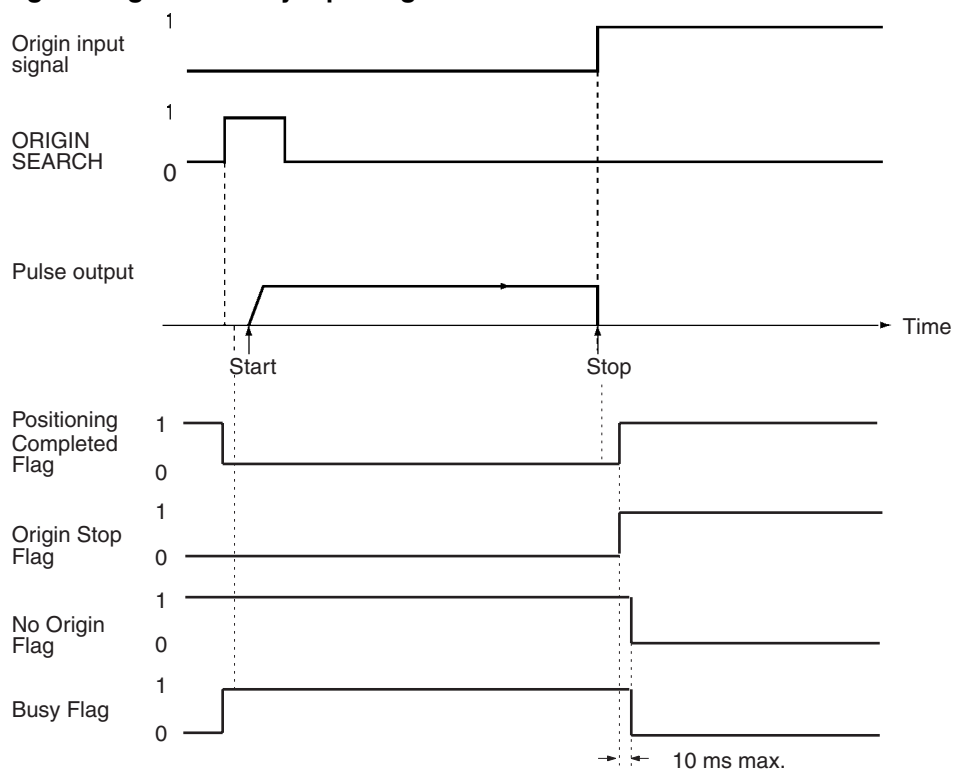 1
Origin input
signal
1
ORIGIN
SEARCH
0
Pulse output
Time
Start
Stop
Positioning
Completed
Flag
1
0
1
Origin Stop
Flag
0
1
No Origin
Flag
0
1
Busy Flag
0
10 ms max.